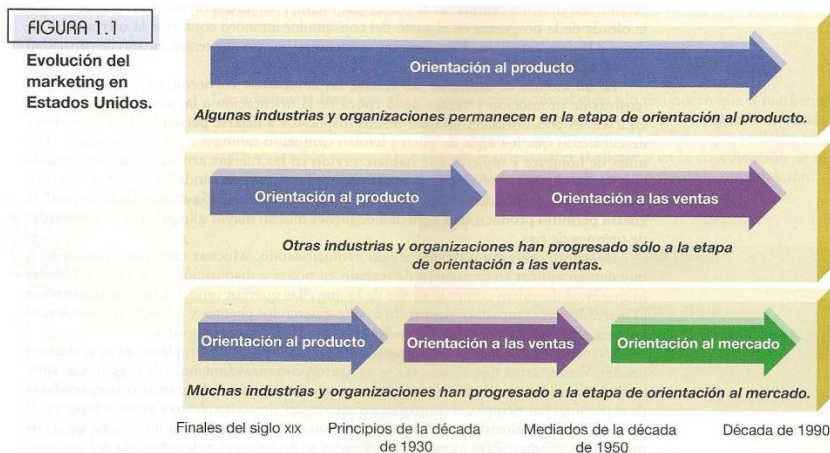 FIGURA 1.1
Evolución del
marketing en
Estados Unidos.
Orientación al producto
Algunas industrias y organizaciones permanecen en la etapa de orientación al producto.
Orientación al producto
Orientación a las ventas
Otras industrias y organizaciones han progresado sólo a la etapa
de orientación a las ventas.
Orientación al producto
Orientación a las ventas
Orientación al mercado
Muchas industrias y organizaciones han progresado a la etapa de orientación al mercado.
Finales del siglo XIX
Principios de la década
de 1930
Mediados de la década
de 1950
Década de 1990